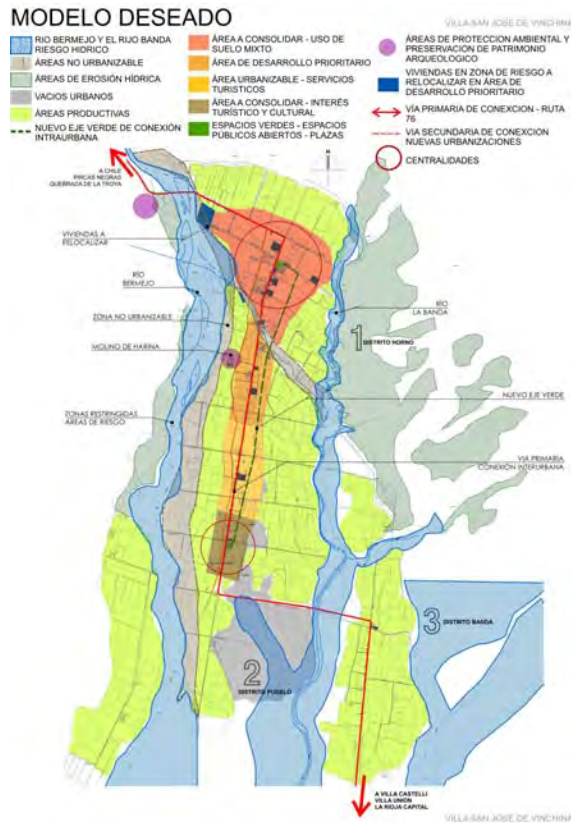 MODELO DESEADO
VILLA SAN JOSE DE VINCHINA
RIO BERMEJO Y EL RIJO BANDA
RIESGO HIDRICO
ÁREAS NO URBANIZABLE
ÁREAS DE EROSIÓN HÍDRICA
VACIOS URBANOS
ÁREAS PRODUCTIVAS
NUEVO EJE VERDE DE CONEXIÓN
INTRAURBANA
ÁREA A CONSOLIDAR - USO DE
SUELO MIXTO
ÁREA DE DESARROLLO PRIORITARIO
ÁREA URBANIZABLE - SERVICIOS
TURISTICOS
ÁREA A CONSOLIDAR - INTERÉS
TURÍSTICO Y CULTURAL
ESPACIOS VERDES - ESPACIOS
PÚBLICOS ABIERTOS - PLAZAS
ÁREAS DE PROTECCION AMBIENTAL Y
PRESERVACION DE PATRIMONIO
ARQUEOLOGICO
VIVIENDAS EN ZONA DE RIESGO A
RELOCALIZAR EN ÁREA DE
DESARROLLO PRIORITARIO
VÍA PRIMARIA DE CONEXION - RUTA
76
VIA SECUNDARIA DE CONEXION
NUEVAS URBANIZACIONES
CENTRALIDADES
A CHILE
PIRCAS NEGRAS
QUEBRADA DE LA TROYA
VIVIENDAS A
RELOCALIZAR
RÍO
BERMEJO
ZONA NO URBANIZABLE
MOLINO DE HARINA
ZONAS RESTRINGIDAS
ÁREAS DE RIESGO
RÍO
LA BANDA
1 DISTRITO NORNO
NUEVO EJE VERDE
VIA PRIMARIA
CONEXIÓN INTERURBANA
3 DISTRITO BANDA
2
DISTRITO PUEBLO
A VILLA CASTELLI
VILLA UNION
LA RIOJA CAPITAL
VILLA SAN JOSE DE VINCHINA